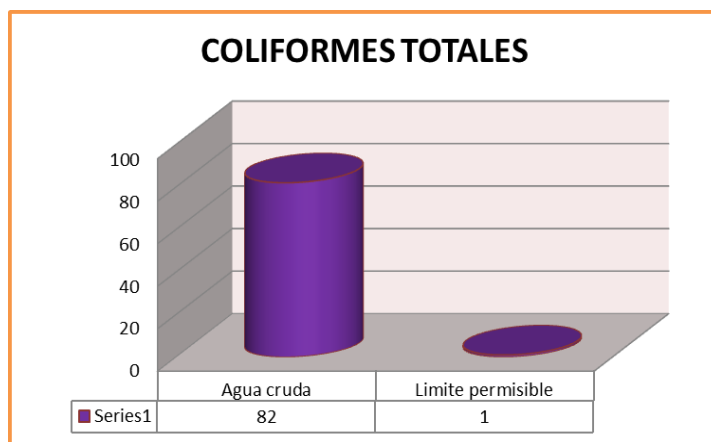 COLIFORMES TOTALES
100
80
60
40
20
0
Agua cruda Limite permisible
Series1 82 1